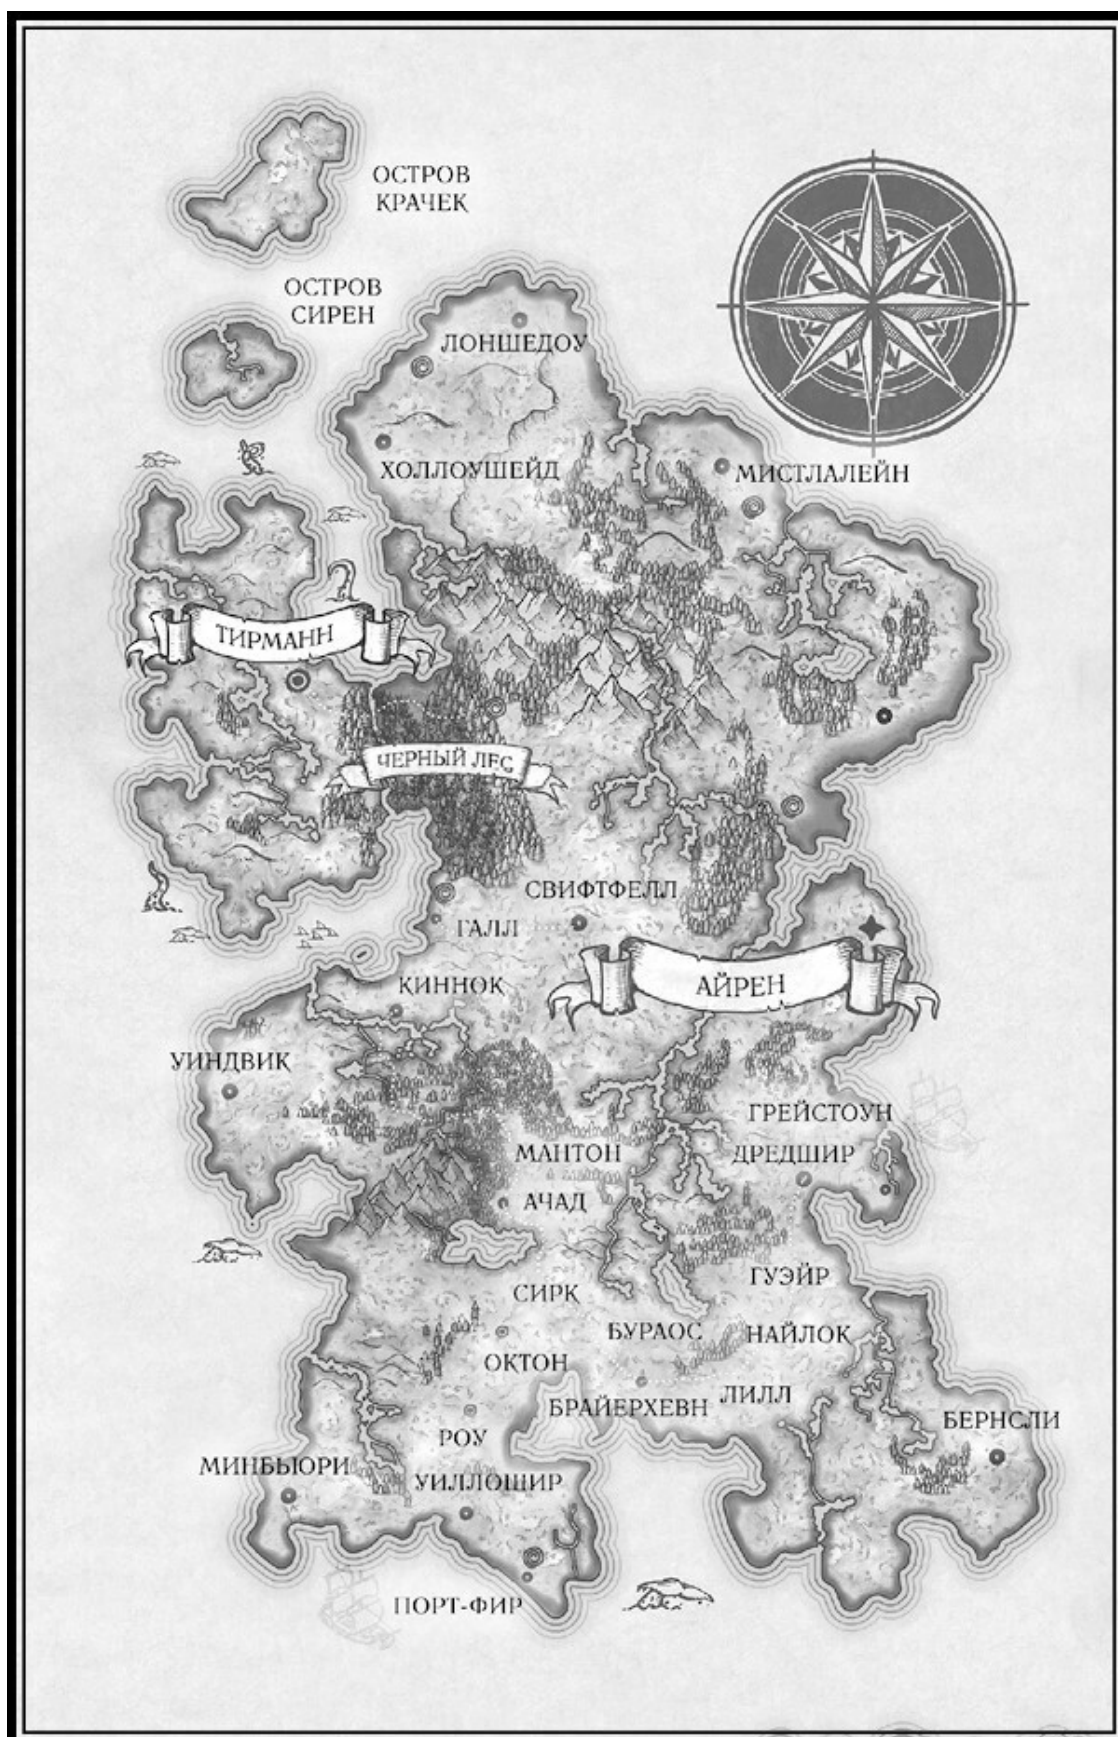 ОСТРОВ
КРАЧЕК
ОСТРОВ
СИРЕН
ЛОНШЕДОУ
ХОЛЛОУШЕЙД
МИСТЛАЛЕЙН
ТИРМАНН
ЧЕРНЫЙ ЛЕС
СВИФТФЕЛЛ
ГАЛЛ
АЙРЕН
КИННОК
УИНДВИК
ГРЕЙСТОУН
МАНТОН
ДРЕДШИР
АЧАД
ГУЭЙР
СИРК
БУРАОС
НАЙЛОК
ОКТОН
ЛИЛЛ
БРАЙЕРХЕВН
БЕРНСЛИ
РОУ
МИНБЬЮРИ
УИЛЛОШИР
ПОРТ-ФИР